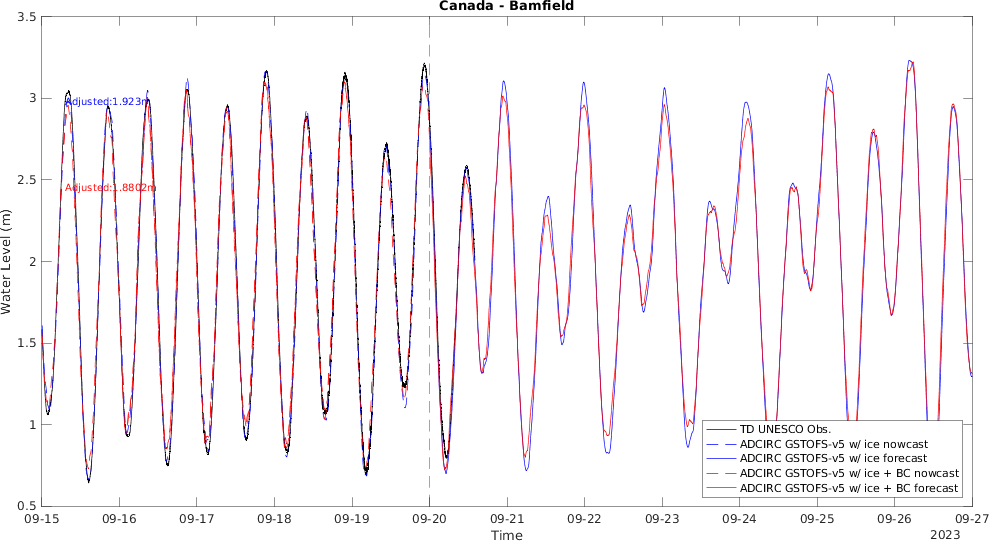 Canada - Bamfield
3.5
3
2.5
2
1.5
1
0.5
Water Level (m)
Adjusted:1.923m
Adjusted:1.8802m
TD UNESCO Obs.
ADCIRC GSTOFS-v5 w/ ice nowcast
ADCIRC GSTOFS-v5 w/ ice forecast
ADCIRC GSTOFS-v5 w/ ice + BC nowcast
ADCIRC GSTOFS-v5 w/ ice + BC forecast
09-15 09-16 09-17 09-18 09-19 09-20 09-21 09-22 09-23 09-24 09-25 09-26 09-27
Time
2023